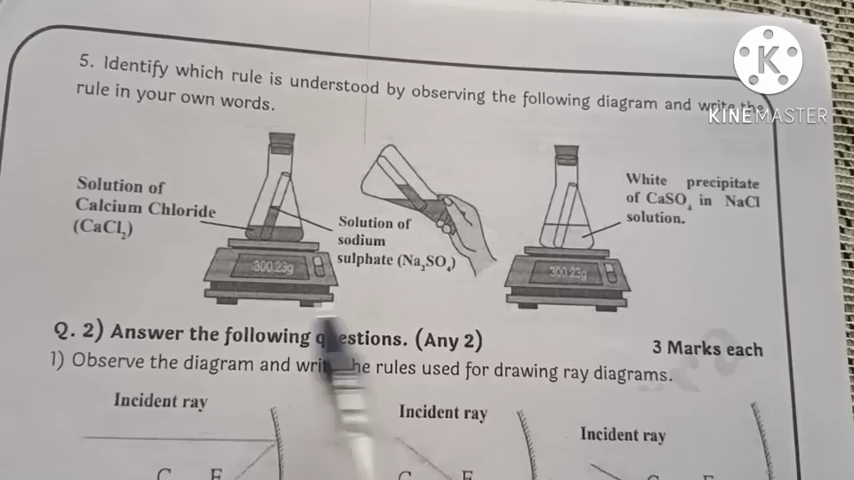 5. Identify which rule is understood by observing the following diagram and write the
rule in your own words.
K
KINEMASTER
Solution of
Calcium Chloride
(CaCl₂)
300.23g
Solution of
sodium
sulphate (Na₂SO₄)
300.23g
White precipitate
of CaSO₄ in NaCl
solution.
Q. 2) Answer the following questions. (Any 2)
3 Marks each
1) Observe the diagram and write the rules used for drawing ray diagrams.
Incident ray
C F
Incident ray
C F
Incident ray